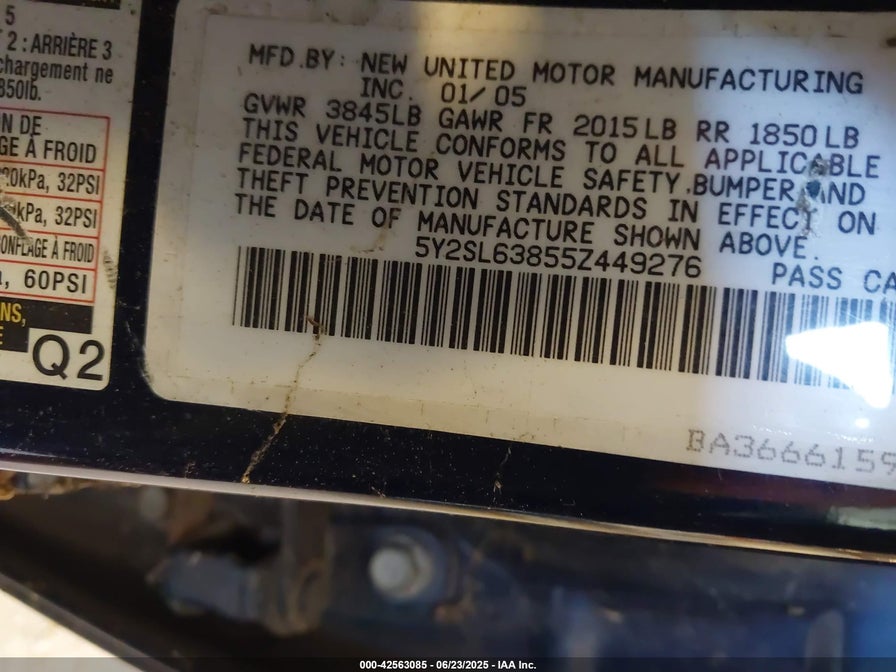 5
2 : ARRIÈRE 3
chargement ne
850lb.
N DE
GE À FROID
kPa, 32PSI
kPa, 32PSI
ONFLAGE À FROID
a, 60PSI
NS,
E
Q2
MFD.BY: NEW UNITED MOTOR MANUFACTURING
INC. 01/05
GVWR 3845LB GAWR FR 2015LB RR 1850LB
THIS VEHICLE CONFORMS TO ALL APPLICABLE
FEDERAL MOTOR VEHICLE SAFETY.BUMPER AND
THEFT PREVENTION STANDARDS IN EFFECT ON
THE DATE OF MANUFACTURE SHOWN ABOVE.
5Y2SL63855Z449276
PASS CA
BA3666159
000-42563085 - 06/23/2025 - IAA Inc.